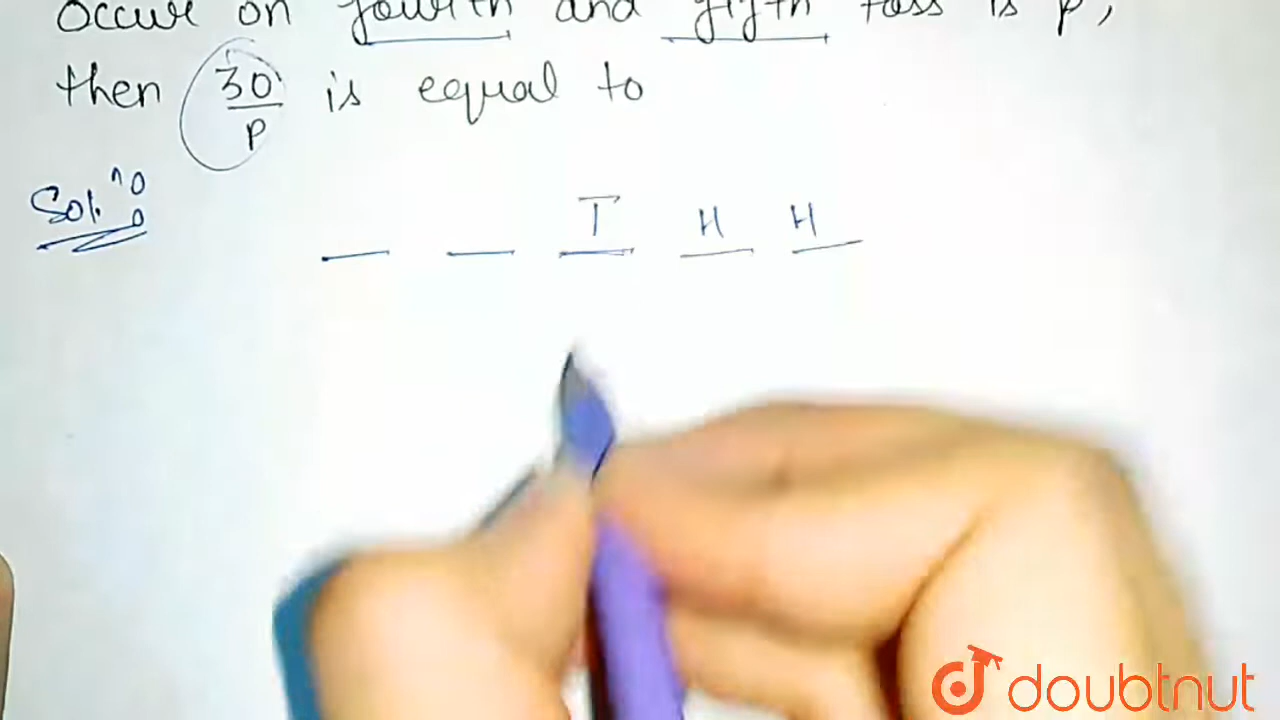 occur on fourth and fifth toss is p,
then 30/p is equal to
Sol.n:
_ _ T H H
doubtnut